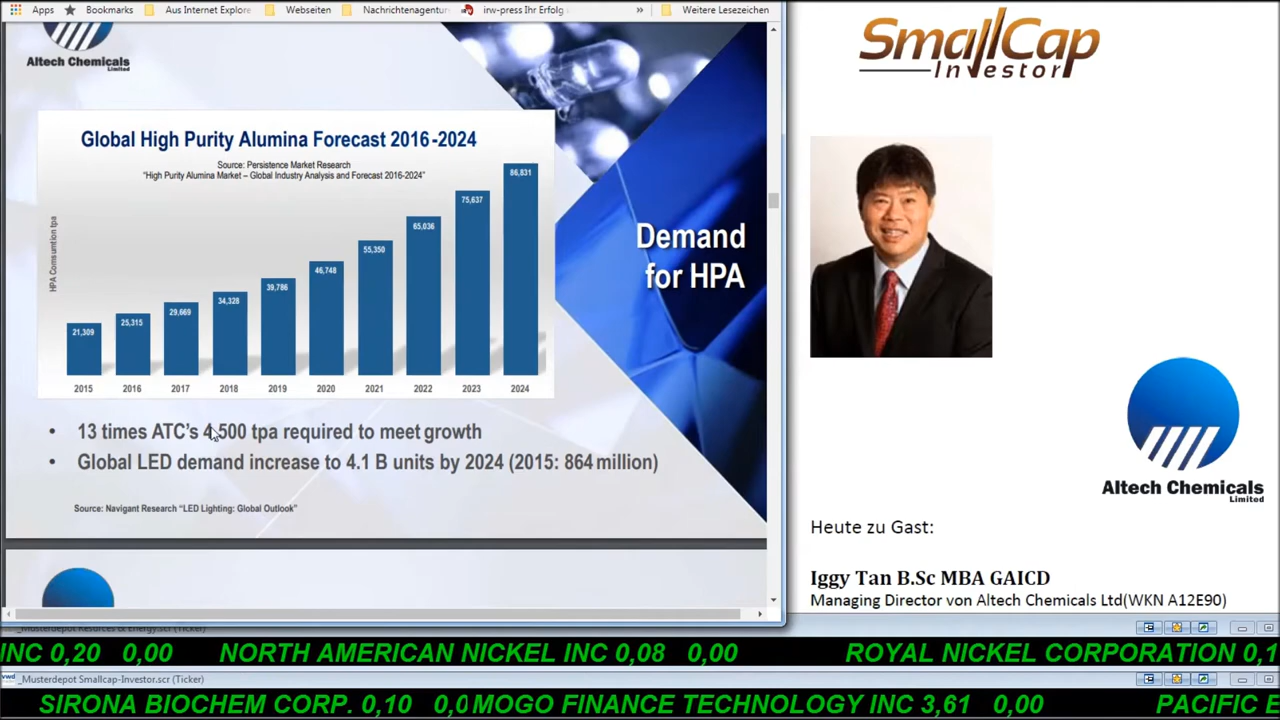 Apps
Bookmarks
Aus Internet Explore
Webseiten
Nachrichtenagentur
irw-press Ihr Erfolg
»
Weitere Lesezeichen
Altech Chemicals
Limited
Global High Purity Alumina Forecast 2016-2024
Source: Persistence Market Research
"High Purity Alumina Market – Global Industry Analysis and Forecast 2016-2024"
HPA Comsumtion tpa
21,309
25,315
29,669
34,328
39,786
46,748
55,350
65,036
75,637
86,831
2015
2016
2017
2018
2019
2020
2021
2022
2023
2024
Demand
for HPA
• 13 times ATC's 4,500 tpa required to meet growth
• Global LED demand increase to 4.1 B units by 2024 (2015: 864 million)
Source: Navigant Research "LED Lighting: Global Outlook"
SmallCap
Investor
Altech Chemicals
Limited
Heute zu Gast:
Iggy Tan B.Sc MBA GAICD
Managing Director von Altech Chemicals Ltd(WKN A12E90)
INC 0,20 0,00 NORTH AMERICAN NICKEL INC 0,08 0,00 ROYAL NICKEL CORPORATION 0,1
vwd _Musterdepot Smallcap-Investor.scr (Ticker)
SIRONA BIOCHEM CORP. 0,10 0,0 MOGO FINANCE TECHNOLOGY INC 3,61 0,00 PACIFIC E